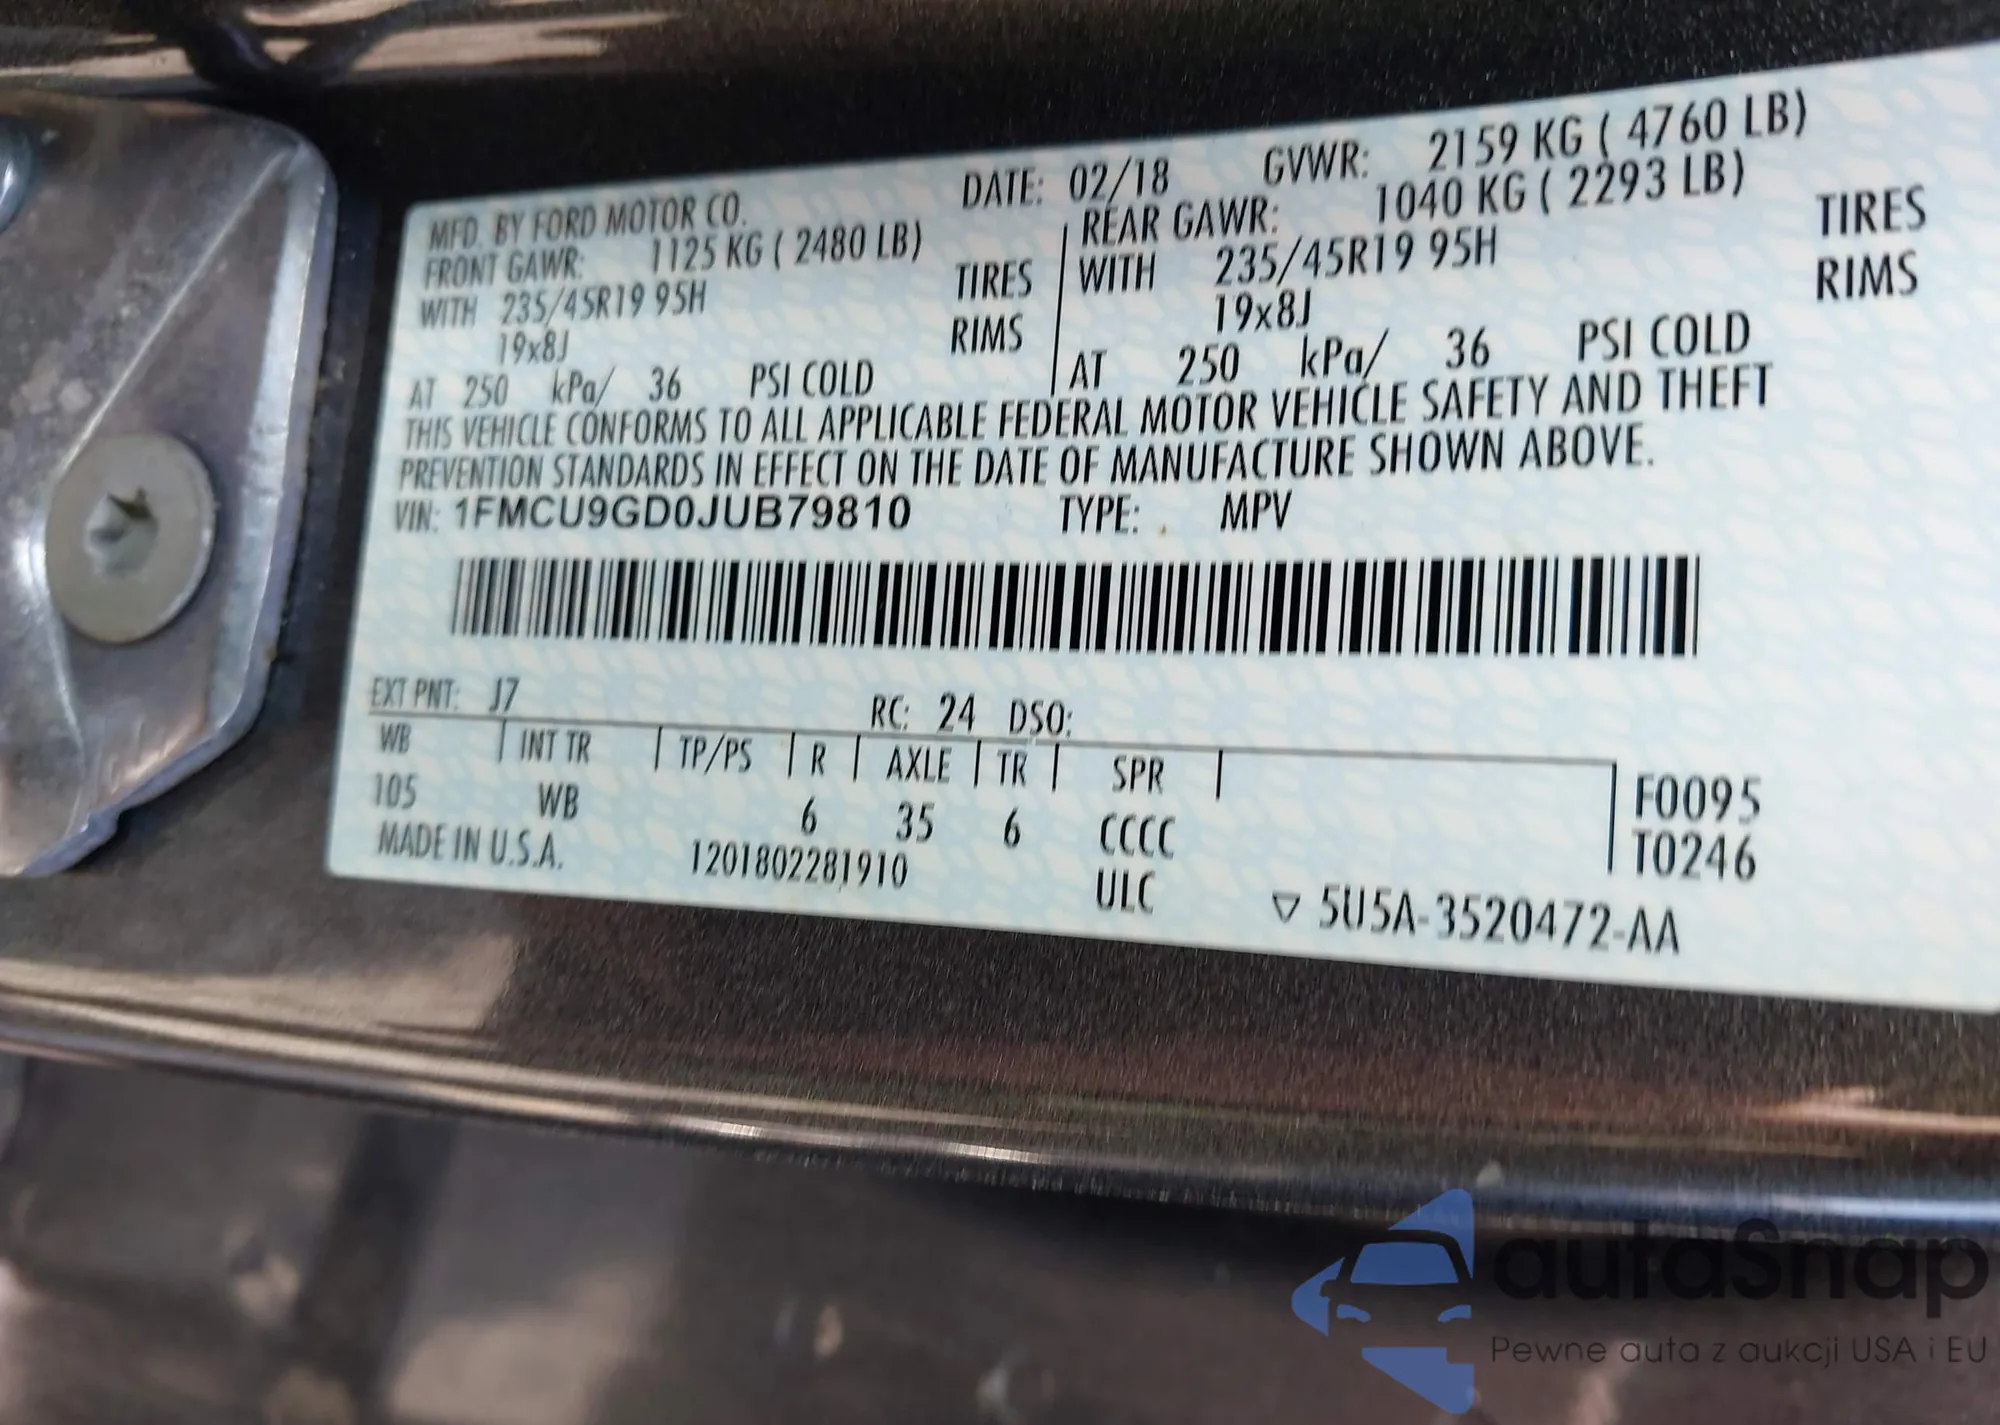 MFD. BY FORD MOTOR CO. DATE: 02/18 GVWR: 2159 KG ( 4760 LB)
FRONT GAWR: 1125 KG ( 2480 LB) REAR GAWR: 1040 KG ( 2293 LB)
WITH 235/45R19 95H TIRES WITH 235/45R19 95H TIRES
19x8J RIMS 19x8J RIMS
AT 250 kPa/ 36 PSI COLD AT 250 kPa/ 36 PSI COLD
THIS VEHICLE CONFORMS TO ALL APPLICABLE FEDERAL MOTOR VEHICLE SAFETY AND THEFT
PREVENTION STANDARDS IN EFFECT ON THE DATE OF MANUFACTURE SHOWN ABOVE.
VIN: 1FMCU9GD0JUB79810 TYPE: MPV
EXT PNT: J7 RC: 24 DSO:
WB INT TR TP/PS R AXLE TR SPR F0095
105 WB 6 35 6 CCCC T0246
MADE IN U.S.A. 1201802281910 ULC ▽ 5U5A-3520472-AA
autaSnap
Pewne auta z aukcji USA i EU